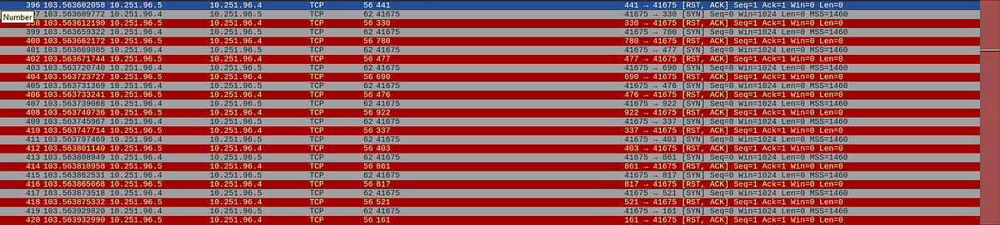 396 103.563602058 10.251.96.5 10.251.96.4 TCP 56 441 441 → 41675 [RST, ACK] Seq=1 Ack=1 Win=0 Len=0
Number 7 103.563609772 10.251.96.4 10.251.96.5 TCP 62 41675 41675 → 330 [SYN] Seq=0 Win=1024 Len=0 MSS=1460
398 103.563612190 10.251.96.5 10.251.96.4 TCP 56 330 330 → 41675 [RST, ACK] Seq=1 Ack=1 Win=0 Len=0
399 103.563659322 10.251.96.4 10.251.96.5 TCP 62 41675 41675 → 780 [SYN] Seq=0 Win=1024 Len=0 MSS=1460
400 103.563662172 10.251.96.5 10.251.96.4 TCP 56 780 780 → 41675 [RST, ACK] Seq=1 Ack=1 Win=0 Len=0
401 103.563669885 10.251.96.4 10.251.96.5 TCP 62 41675 41675 → 477 [SYN] Seq=0 Win=1024 Len=0 MSS=1460
402 103.563671744 10.251.96.5 10.251.96.4 TCP 56 477 477 → 41675 [RST, ACK] Seq=1 Ack=1 Win=0 Len=0
403 103.563720740 10.251.96.4 10.251.96.5 TCP 62 41675 41675 → 690 [SYN] Seq=0 Win=1024 Len=0 MSS=1460
404 103.563723727 10.251.96.5 10.251.96.4 TCP 56 690 690 → 41675 [RST, ACK] Seq=1 Ack=1 Win=0 Len=0
405 103.563731369 10.251.96.4 10.251.96.5 TCP 62 41675 41675 → 476 [SYN] Seq=0 Win=1024 Len=0 MSS=1460
406 103.563733241 10.251.96.5 10.251.96.4 TCP 56 476 476 → 41675 [RST, ACK] Seq=1 Ack=1 Win=0 Len=0
407 103.563739068 10.251.96.4 10.251.96.5 TCP 62 41675 41675 → 922 [SYN] Seq=0 Win=1024 Len=0 MSS=1460
408 103.563740736 10.251.96.5 10.251.96.4 TCP 56 922 922 → 41675 [RST, ACK] Seq=1 Ack=1 Win=0 Len=0
409 103.563745967 10.251.96.4 10.251.96.5 TCP 62 41675 41675 → 337 [SYN] Seq=0 Win=1024 Len=0 MSS=1460
410 103.563747714 10.251.96.5 10.251.96.4 TCP 56 337 337 → 41675 [RST, ACK] Seq=1 Ack=1 Win=0 Len=0
411 103.563797469 10.251.96.4 10.251.96.5 TCP 62 41675 41675 → 403 [SYN] Seq=0 Win=1024 Len=0 MSS=1460
412 103.563801140 10.251.96.5 10.251.96.4 TCP 56 403 403 → 41675 [RST, ACK] Seq=1 Ack=1 Win=0 Len=0
413 103.563808949 10.251.96.4 10.251.96.5 TCP 62 41675 41675 → 861 [SYN] Seq=0 Win=1024 Len=0 MSS=1460
414 103.563810958 10.251.96.5 10.251.96.4 TCP 56 861 861 → 41675 [RST, ACK] Seq=1 Ack=1 Win=0 Len=0
415 103.563862531 10.251.96.4 10.251.96.5 TCP 62 41675 41675 → 817 [SYN] Seq=0 Win=1024 Len=0 MSS=1460
416 103.563865668 10.251.96.5 10.251.96.4 TCP 56 817 817 → 41675 [RST, ACK] Seq=1 Ack=1 Win=0 Len=0
417 103.563873518 10.251.96.4 10.251.96.5 TCP 62 41675 41675 → 521 [SYN] Seq=0 Win=1024 Len=0 MSS=1460
418 103.563875332 10.251.96.5 10.251.96.4 TCP 56 521 521 → 41675 [RST, ACK] Seq=1 Ack=1 Win=0 Len=0
419 103.563929820 10.251.96.4 10.251.96.5 TCP 62 41675 41675 → 161 [SYN] Seq=0 Win=1024 Len=0 MSS=1460
420 103.563932990 10.251.96.5 10.251.96.4 TCP 56 161 161 → 41675 [RST, ACK] Seq=1 Ack=1 Win=0 Len=0